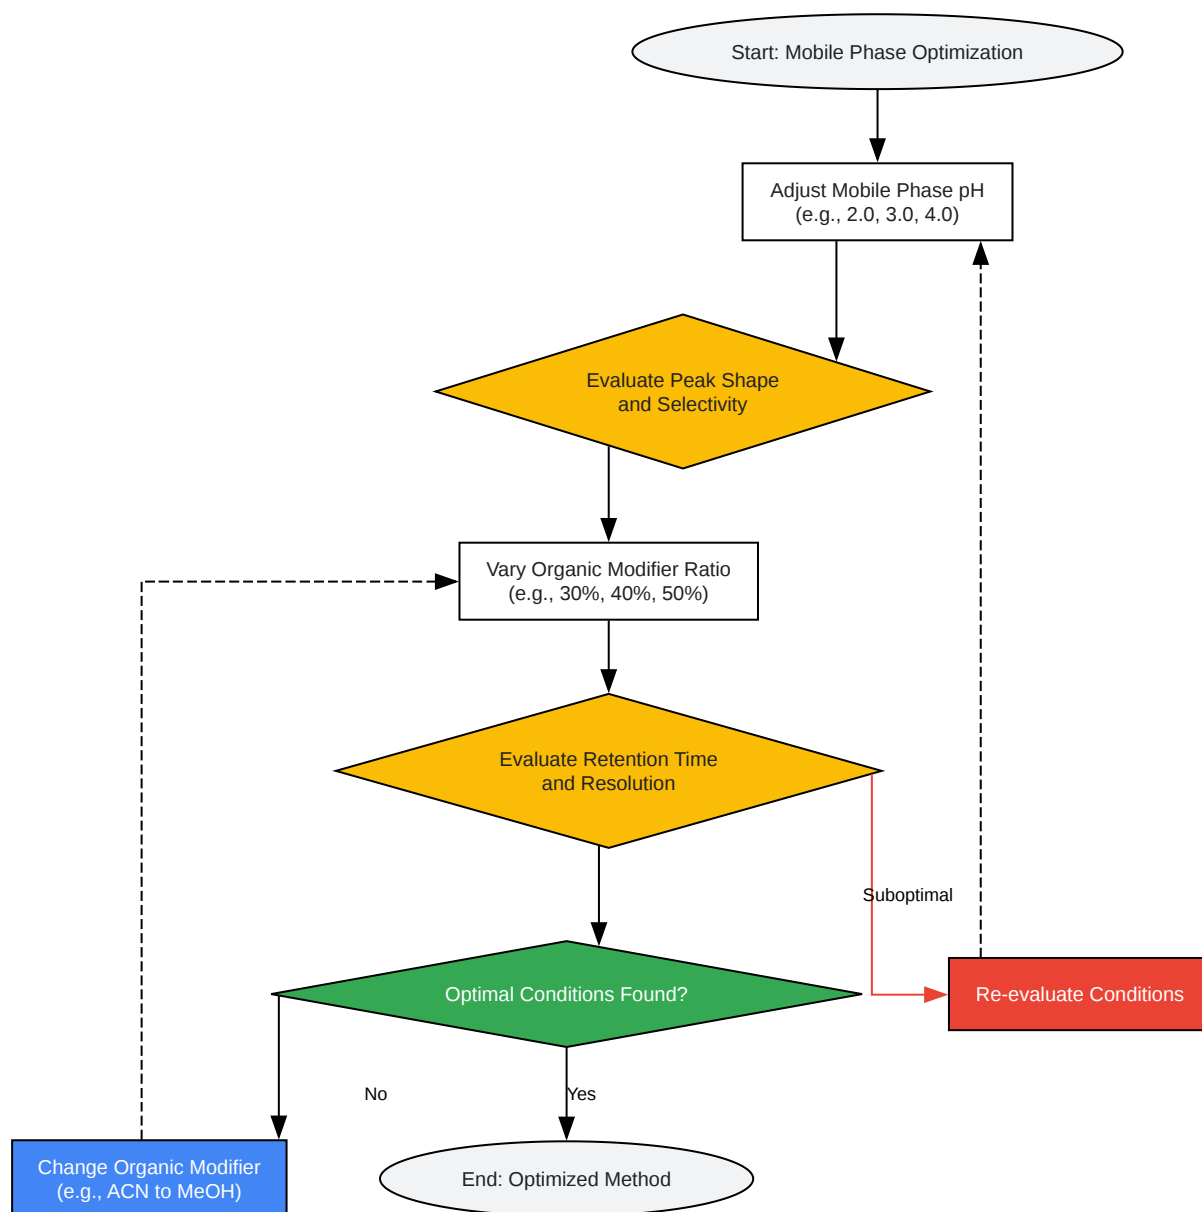 Start: Mobile Phase Optimization
Adjust Mobile Phase pH
(e.g., 2.0, 3.0, 4.0)
Evaluate Peak Shape
and Selectivity
Vary Organic Modifier Ratio
(e.g., 30%, 40%, 50%)
Evaluate Retention Time
and Resolution
Suboptimal
Optimal Conditions Found?
Re-evaluate Conditions
No
Yes
Change Organic Modifier
(e.g., ACN to MeOH)
End: Optimized Method